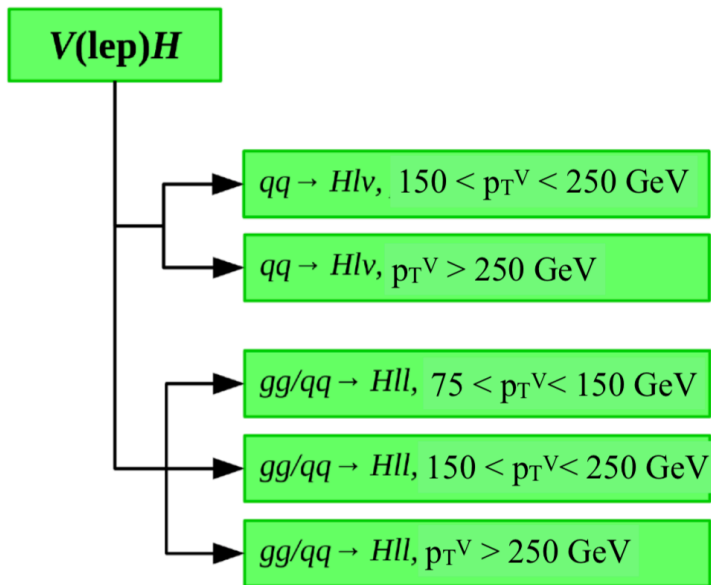 V(lep)H
qq → Hlν, 150 < pTV < 250 GeV
qq → Hlν, pTV > 250 GeV
gg/qq → Hll, 75 < pTV< 150 GeV
gg/qq → Hll, 150 < pTV< 250 GeV
gg/qq → Hll, pTV > 250 GeV